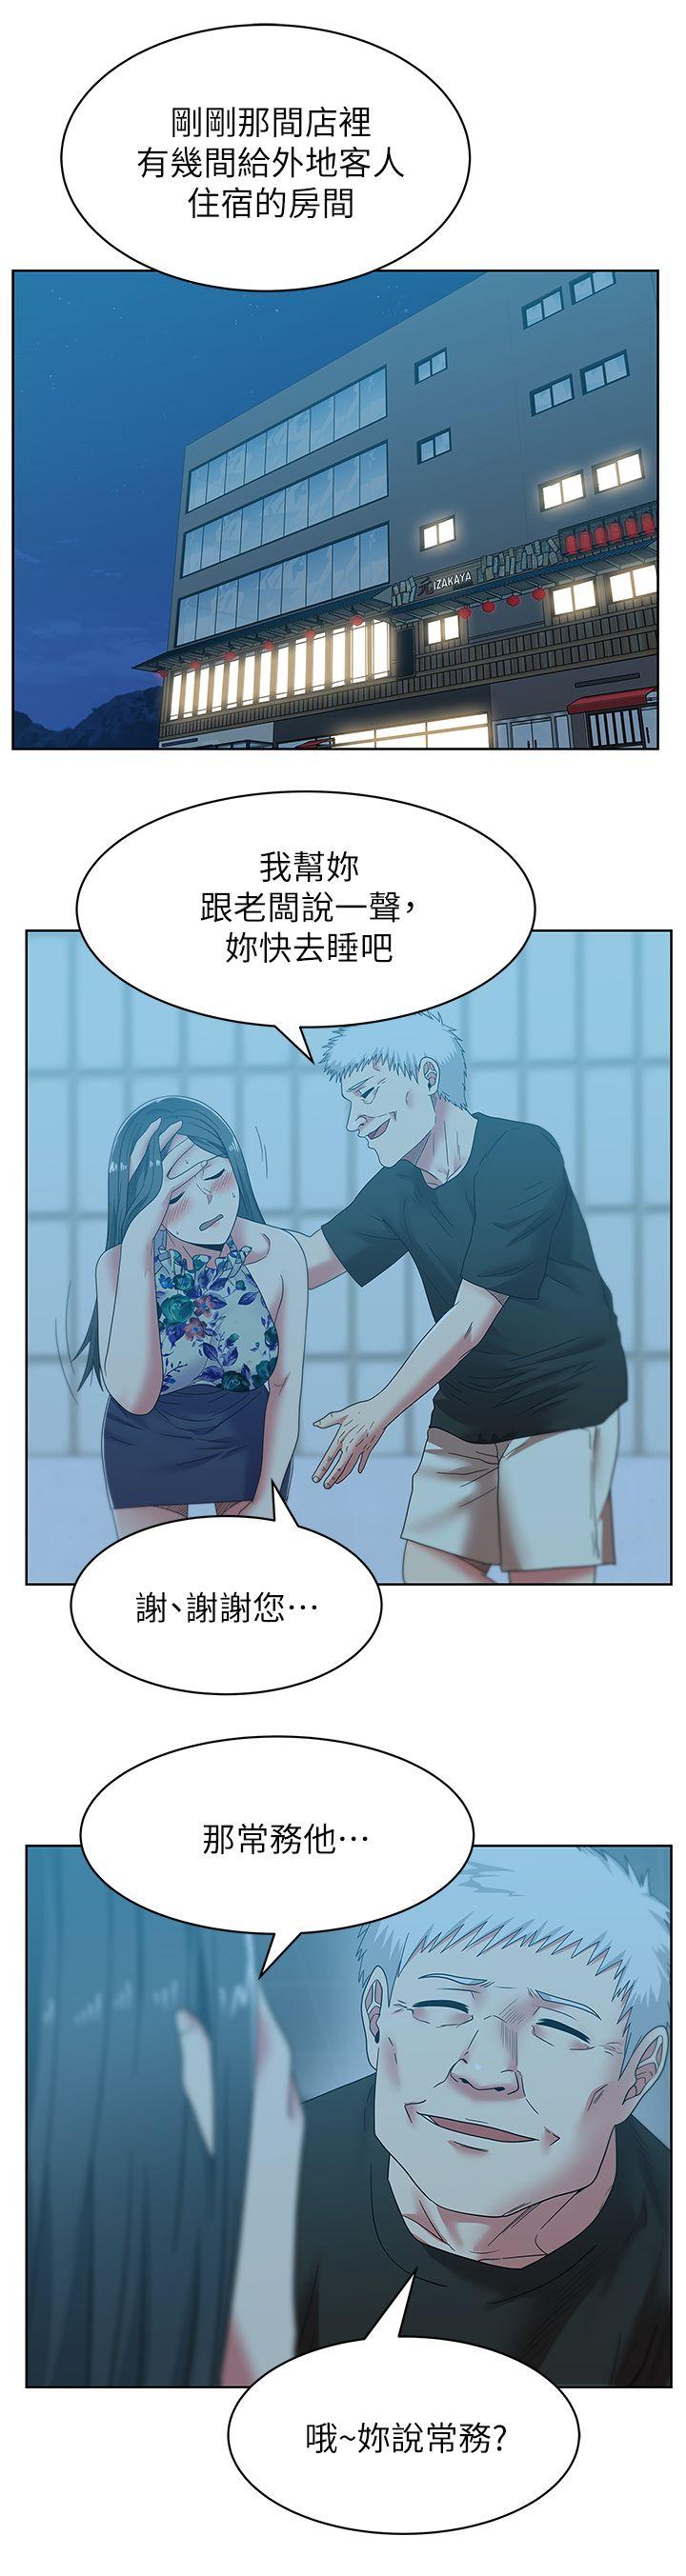 剛剛那間店裡
有幾間給外地客人
住宿的房間
元 IZAKAYA
我幫妳
跟老闆說一聲，
妳快去睡吧
謝、謝謝您⋯
那常務他⋯
哦~妳說常務?